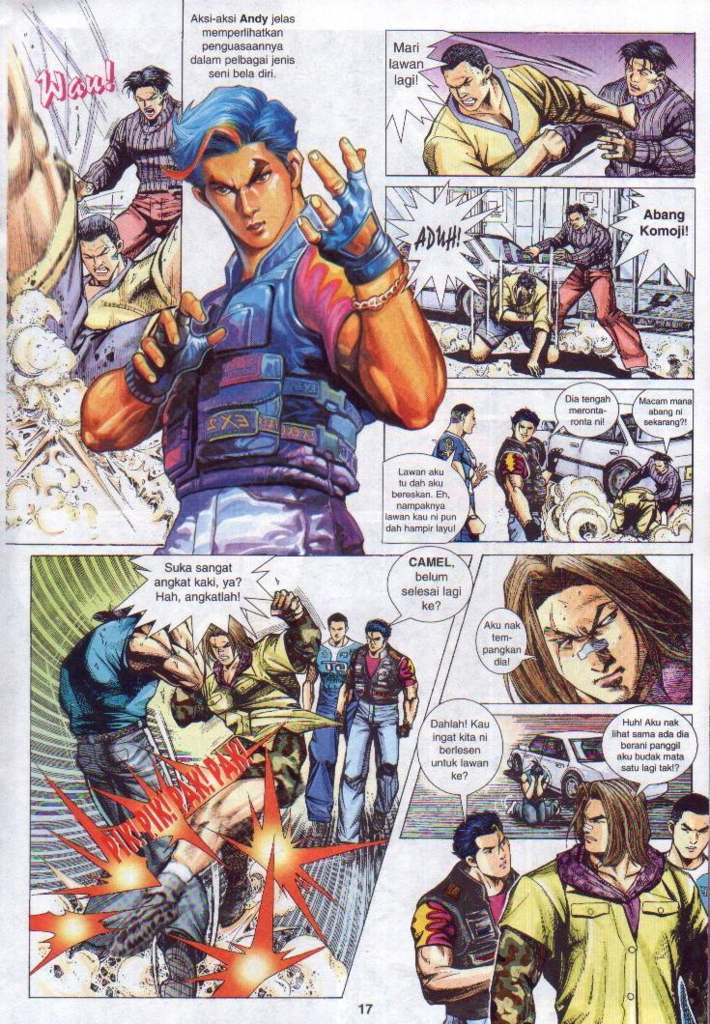 Wau!
Aksi-aksi Andy jelas
memperlihatkan
penguasaannya
dalam pelbagai jenis
seni bela diri.
EXZ
Mari
lawan
lagi!
ADUH!
Abang
Komoji!
Dia tengah
meronta-
ronta ni!
Macam mana
abang ni
sekarang?!
Lawan aku
tu dah aku
bereskan. Eh,
nampaknya
lawan kau ni pun
dah hampir layu!
Suka sangat
angkat kaki, ya?
Hah, angkatlah!
CAMEL,
belum
selesai lagi
ke?
PIK! PIK! PAK! PAK!
Aku nak
tem-
pangkan
dia!
Dahlah! Kau
ingat kita ni
berlesen
untuk lawan
ke?
Huh! Aku nak
lihat sama ada dia
berani panggil
aku budak mata
satu lagi tak!
17